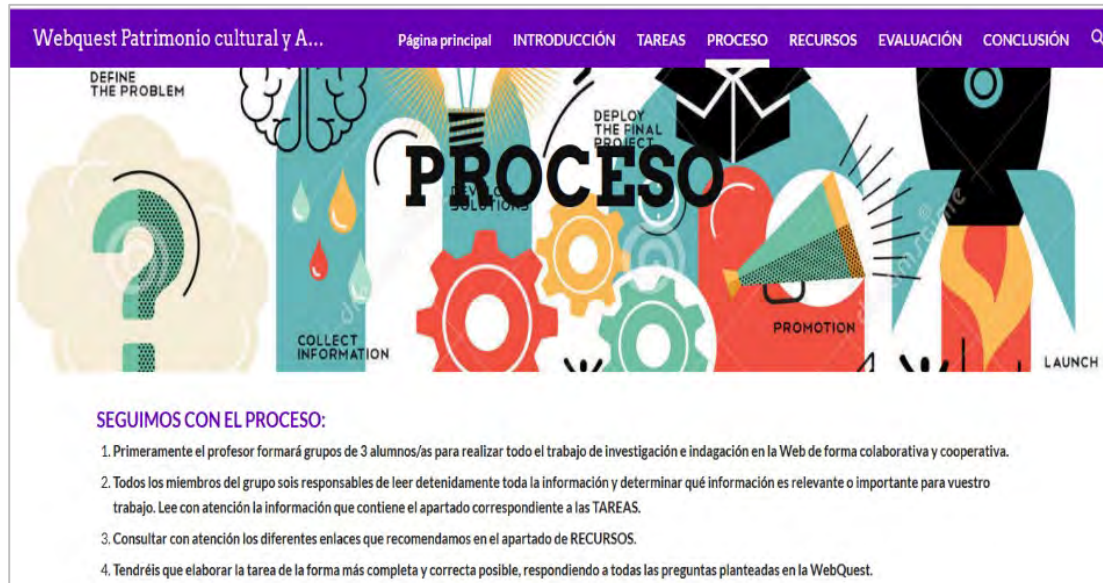 Webquest Patrimonio cultural y A...
Página principal INTRODUCCIÓN TAREAS PROCESO RECURSOS EVALUACIÓN CONCLUSIÓN
DEFINE
THE PROBLEM
DEPLOY
THE FINAL
PROJECT
PROCESO
DEVELOP
SOLUTIONS
COLLECT
INFORMATION
PROMOTION
LAUNCH
SEGUIMOS CON EL PROCESO:
1. Primeramente el profesor formará grupos de 3 alumnos/as para realizar todo el trabajo de investigación e indagación en la Web de forma colaborativa y cooperativa.
2. Todos los miembros del grupo sois responsables de leer detenidamente toda la información y determinar qué información es relevante o importante para vuestro
trabajo. Lee con atención la información que contiene el apartado correspondiente a las TAREAS.
3. Consultar con atención los diferentes enlaces que recomendamos en el apartado de RECURSOS.
4. Tendréis que elaborar la tarea de la forma más completa y correcta posible, respondiendo a todas las preguntas planteadas en la WebQuest.